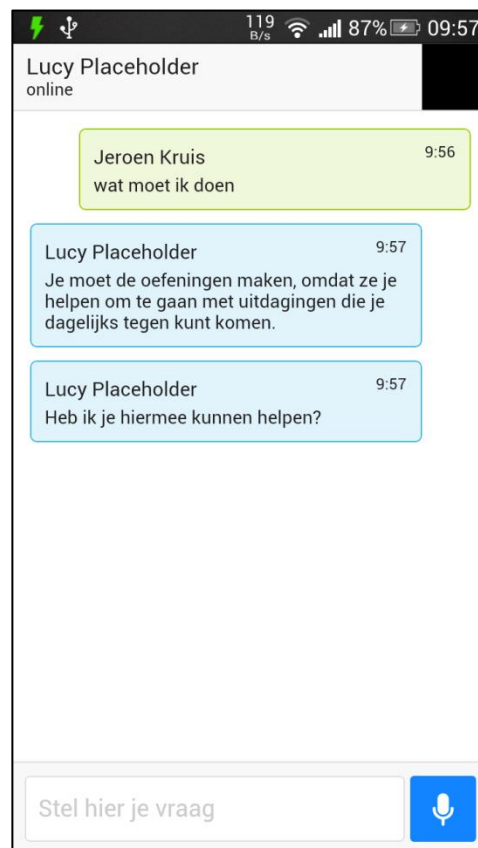 119
B/s
87%
09:57
Lucy Placeholder
online
Jeroen Kruis 9:56
wat moet ik doen
Lucy Placeholder 9:57
Je moet de oefeningen maken, omdat ze je
helpen om te gaan met uitdagingen die je
dagelijks tegen kunt komen.
Lucy Placeholder 9:57
Heb ik je hiermee kunnen helpen?
Stel hier je vraag